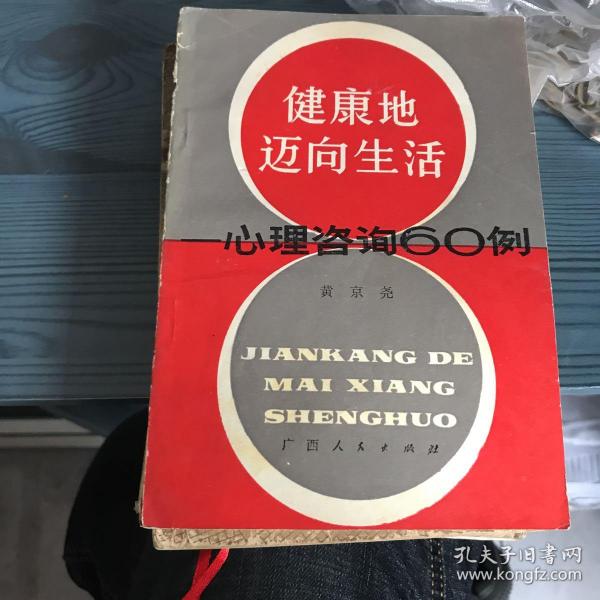 健康地
迈向生活
—心理咨询60例
黄京尧
JIANKANG DE
MAI XIANG
SHENGHUO
广西人民出版社
孔夫子旧书网
www.kongfz.com